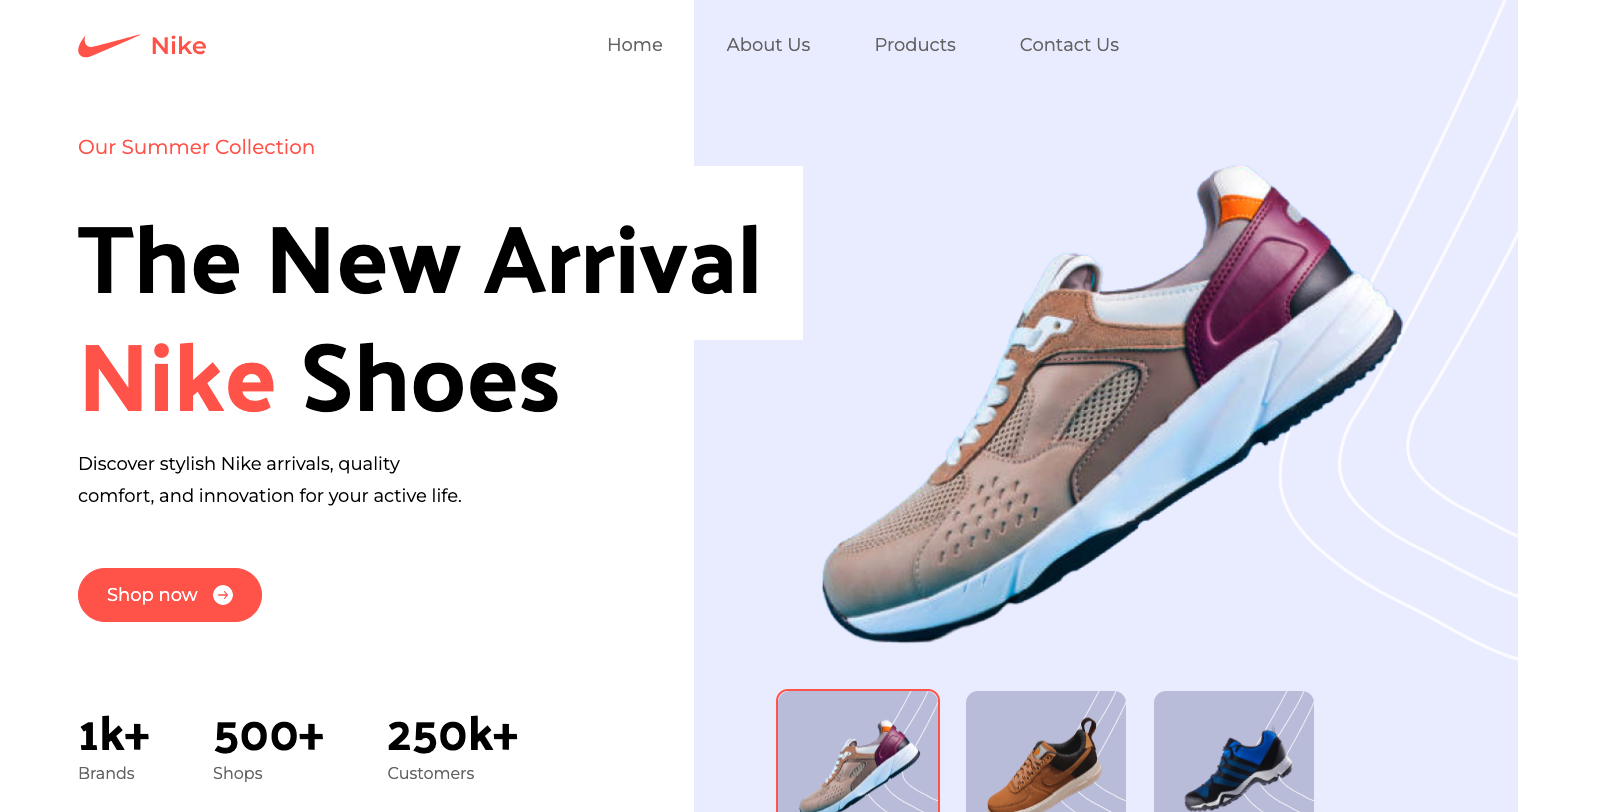 Nike
Home About Us Products Contact Us
Our Summer Collection
The New Arrival
Nike Shoes
Discover stylish Nike arrivals, quality
comfort, and innovation for your active life.
Shop now
1k+ 500+ 250k+
Brands Shops Customers